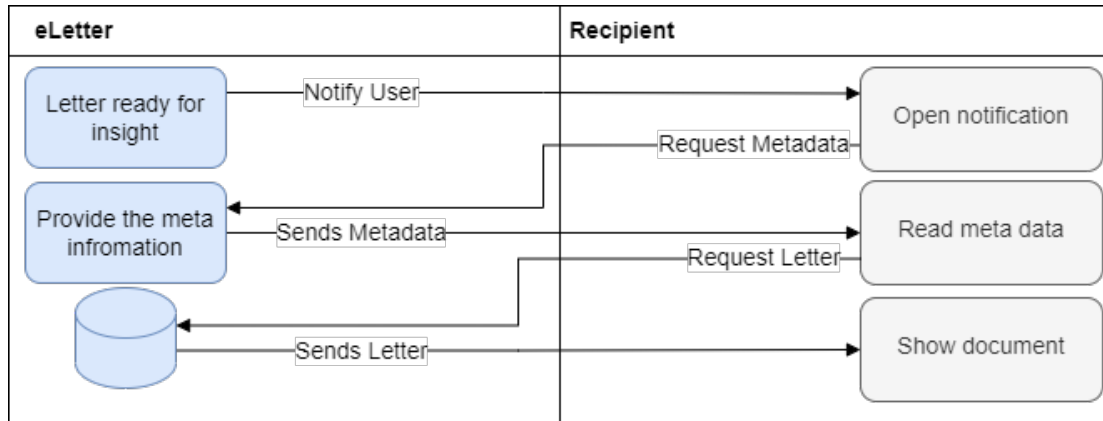 eLetter
Recipient
Letter ready for
insight
Notify User
Open notification
Request Metadata
Provide the meta
infromation
Sends Metadata
Read meta data
Request Letter
Sends Letter
Show document